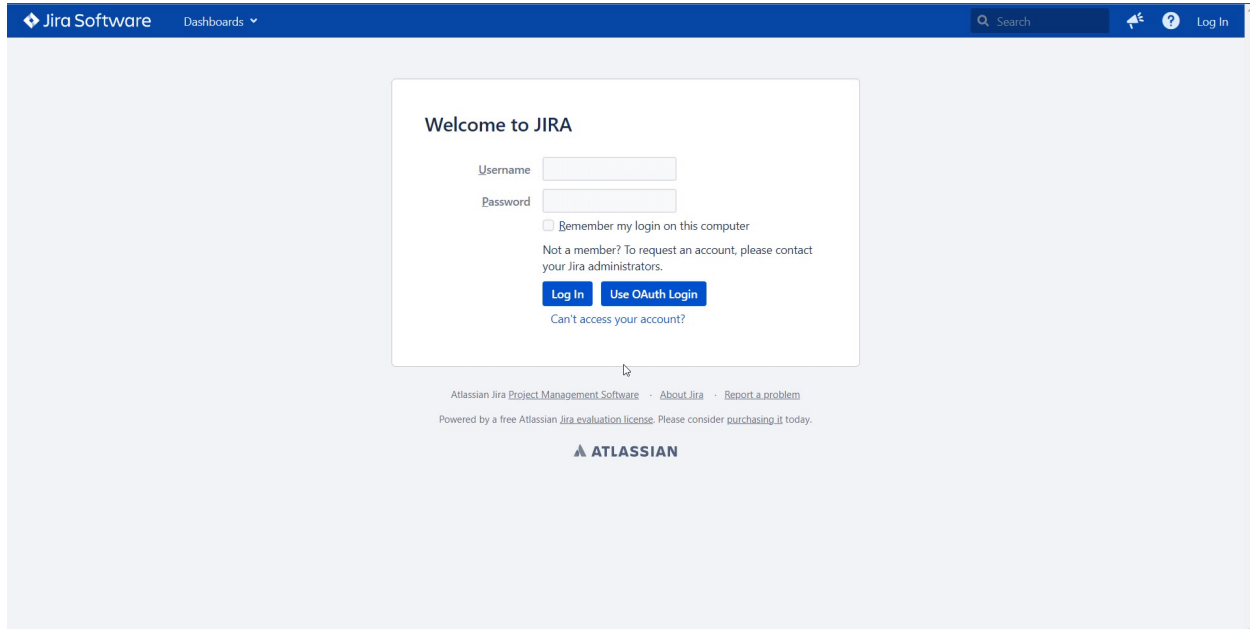 Jira Software Dashboards Search Log In
Welcome to JIRA
Username
Password
Remember my login on this computer
Not a member? To request an account, please contact
your Jira administrators.
Log In Use OAuth Login
Can't access your account?
Atlassian Jira Project Management Software · About Jira · Report a problem
Powered by a free Atlassian Jira evaluation license. Please consider purchasing it today.
ATLASSIAN